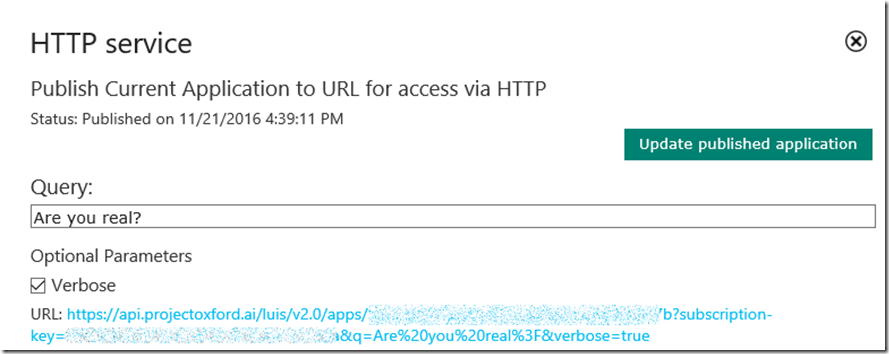 HTTP service
Publish Current Application to URL for access via HTTP
Status: Published on 11/21/2016 4:39:11 PM
Update published application
Query:
Are you real?
Optional Parameters
Verbose
URL: https://api.projectoxford.ai/luis/v2.0/apps/ b?subscription-
key= &q=Are%20you%20real%3F&verbose=true